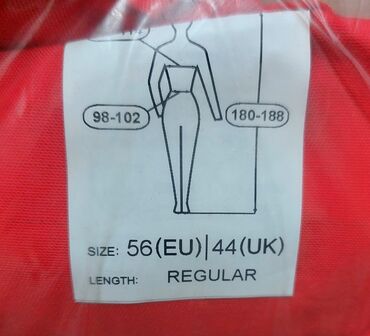 98-102
180-188
SIZE: 56(EU)|44(UK)
LENGTH: REGULAR